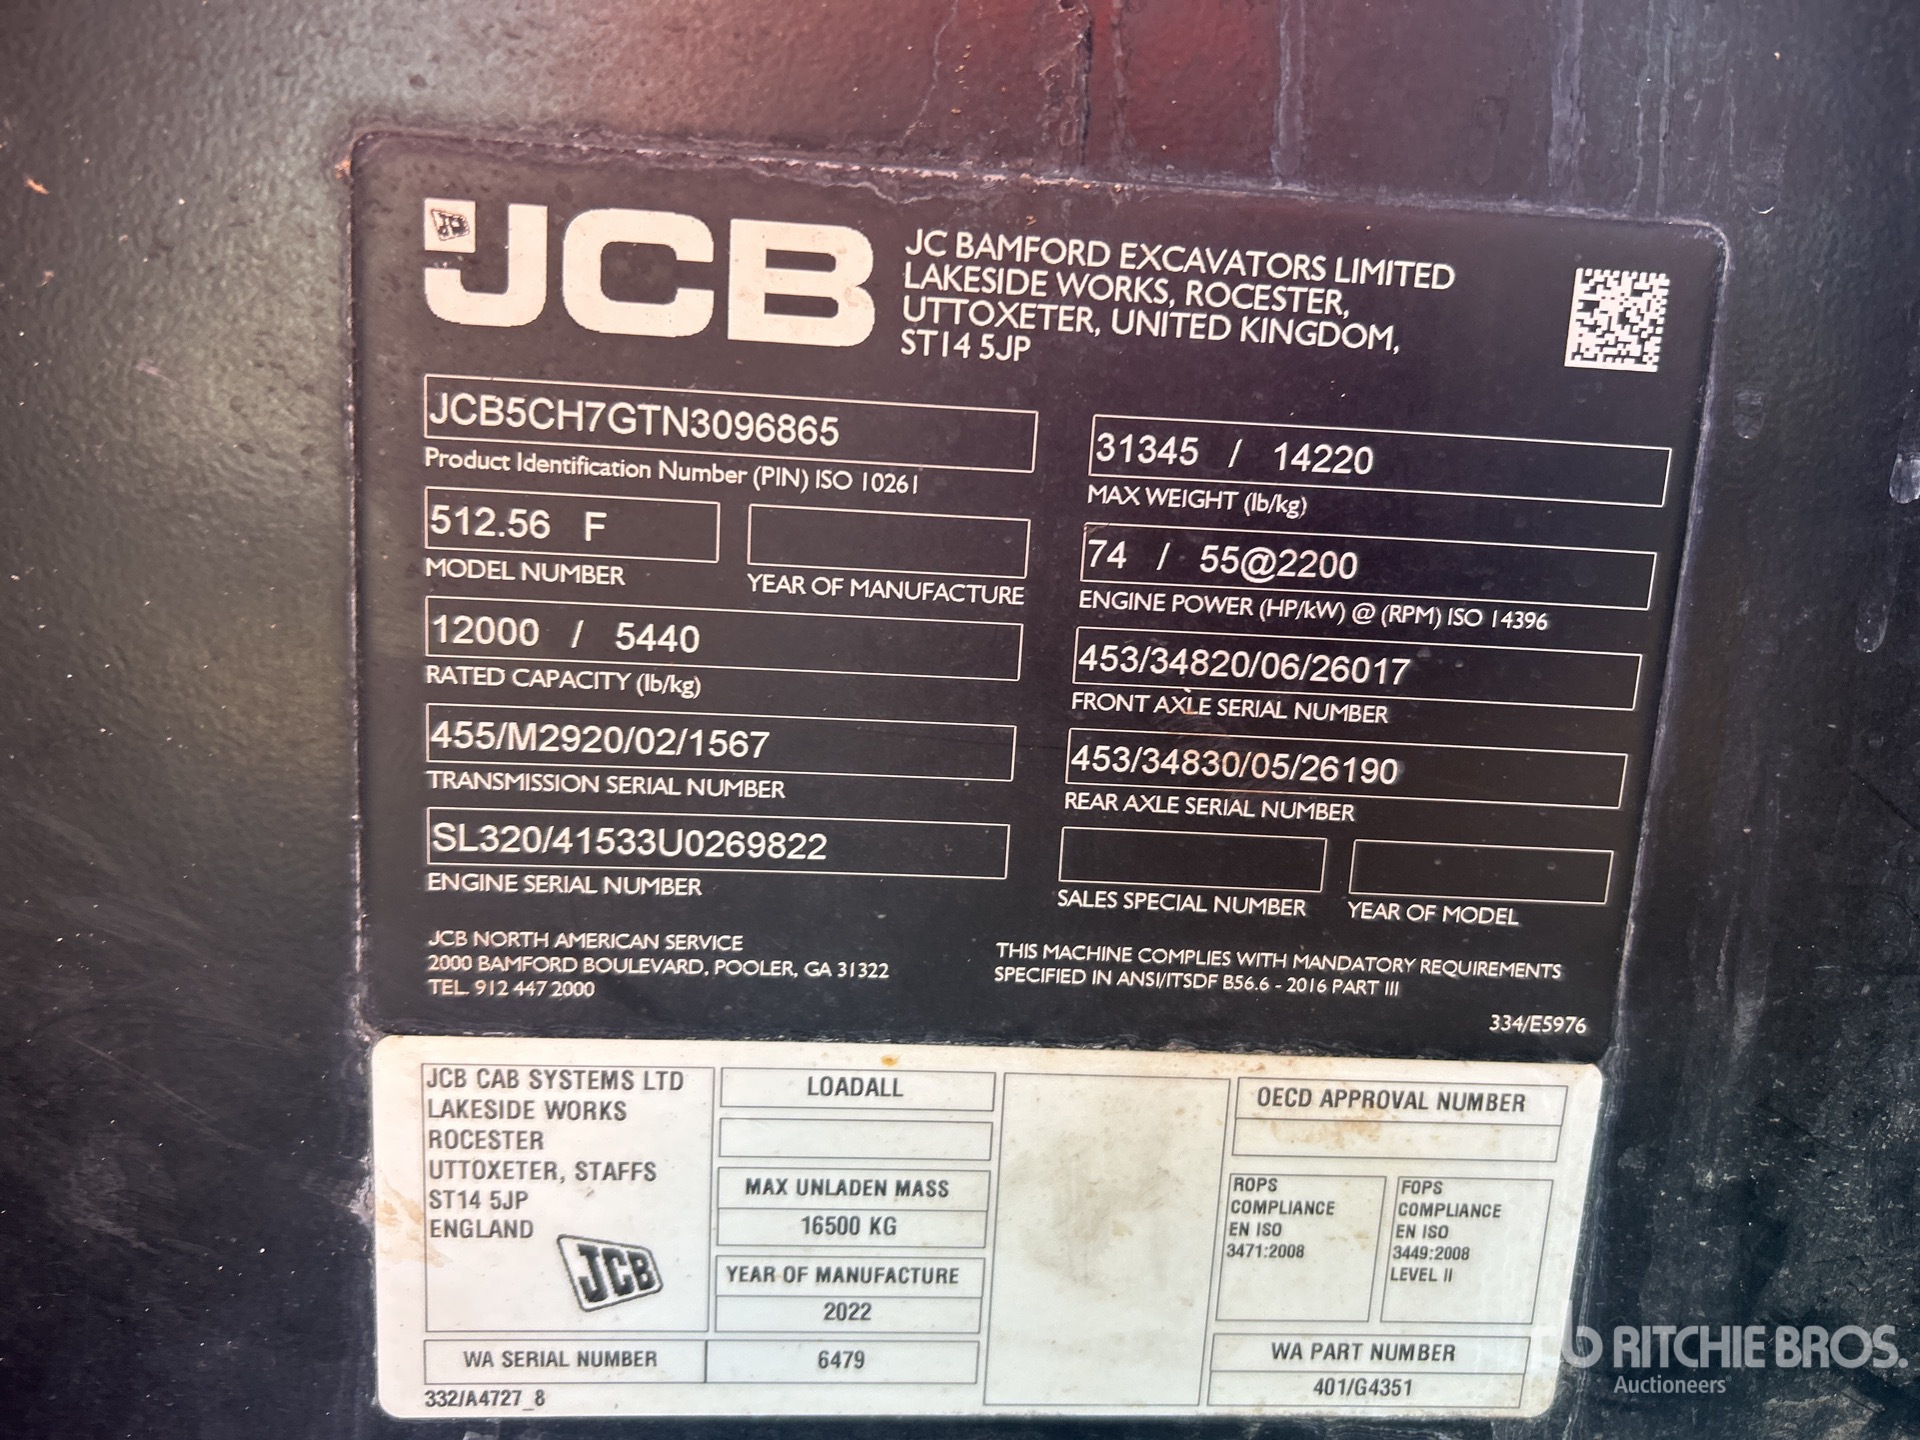 JCB
JC BAMFORD EXCAVATORS LIMITED
LAKESIDE WORKS, ROCESTER,
UTTOXETER, UNITED KINGDOM,
ST14 5JP
JCB5CH7GTN3096865
Product Identification Number (PIN) ISO 10261
512.56 F
MODEL NUMBER
YEAR OF MANUFACTURE
12000 / 5440
RATED CAPACITY (lb/kg)
455/M2920/02/1567
TRANSMISSION SERIAL NUMBER
SL320/41533U0269822
ENGINE SERIAL NUMBER
31345 / 14220
MAX WEIGHT (lb/kg)
74 / 55@2200
ENGINE POWER (HP/kW) @ (RPM) ISO 14396
453/34820/06/26017
FRONT AXLE SERIAL NUMBER
453/34830/05/26190
REAR AXLE SERIAL NUMBER
SALES SPECIAL NUMBER
YEAR OF MODEL
JCB NORTH AMERICAN SERVICE
2000 BAMFORD BOULEVARD, POOLER, GA 31322
TEL. 912 447 2000
THIS MACHINE COMPLIES WITH MANDATORY REQUIREMENTS
SPECIFIED IN ANSI/ITSDF B56.6 - 2016 PART III
334/E5976
JCB CAB SYSTEMS LTD
LAKESIDE WORKS
ROCESTER
UTTOXETER, STAFFS
ST14 5JP
ENGLAND
JCB
WA SERIAL NUMBER
6479
332/A4727_8
LOADALL
MAX UNLADEN MASS
16500 KG
YEAR OF MANUFACTURE
2022
OECD APPROVAL NUMBER
ROPS
COMPLIANCE
EN ISO
3471:2008
FOPS
COMPLIANCE
EN ISO
3449:2008
LEVEL II
WA PART NUMBER
401/G4351
RITCHIE BROS.
Auctioneers